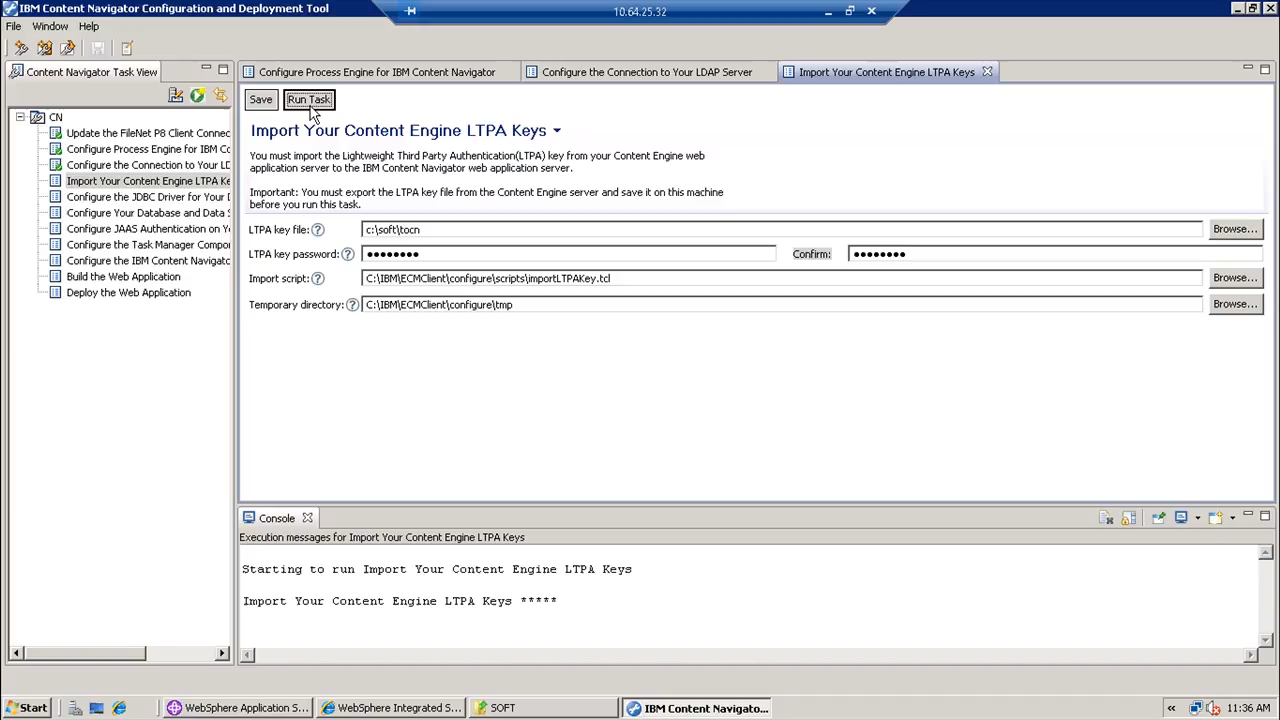 IBM Content Navigator Configuration and Deployment Tool
10.64.25.32
File Window Help
Content Navigator Task View
Configure Process Engine for IBM Content Navigator
Configure the Connection to Your LDAP Server
Import Your Content Engine LTPA Keys
CN
Update the FileNet P8 Client Connec
Configure Process Engine for IBM Co
Configure the Connection to Your LD
Import Your Content Engine LTPA Ke
Configure the JDBC Driver for Your D
Configure Your Database and Data S
Configure JAAS Authentication on Y
Configure the Task Manager Compo
Configure the IBM Content Navigato
Build the Web Application
Deploy the Web Application
Save Run Task
Import Your Content Engine LTPA Keys
You must import the Lightweight Third Party Authentication(LTPA) key from your Content Engine web
application server to the IBM Content Navigator web application server.
Important: You must export the LTPA key file from the Content Engine server and save it on this machine
before you run this task.
LTPA key file: c:\soft\tocn Browse...
LTPA key password: ●●●●●●●● Confirm: ●●●●●●●●
Import script: C:\IBM\ECMClient\configure\scripts\importLTPAKey.tcl Browse...
Temporary directory: C:\IBM\ECMClient\configure\tmp Browse...
Console
Execution messages for Import Your Content Engine LTPA Keys
Starting to run Import Your Content Engine LTPA Keys
Import Your Content Engine LTPA Keys *****
Start
WebSphere Application S...
WebSphere Integrated S...
SOFT
IBM Content Navigato...
11:36 AM